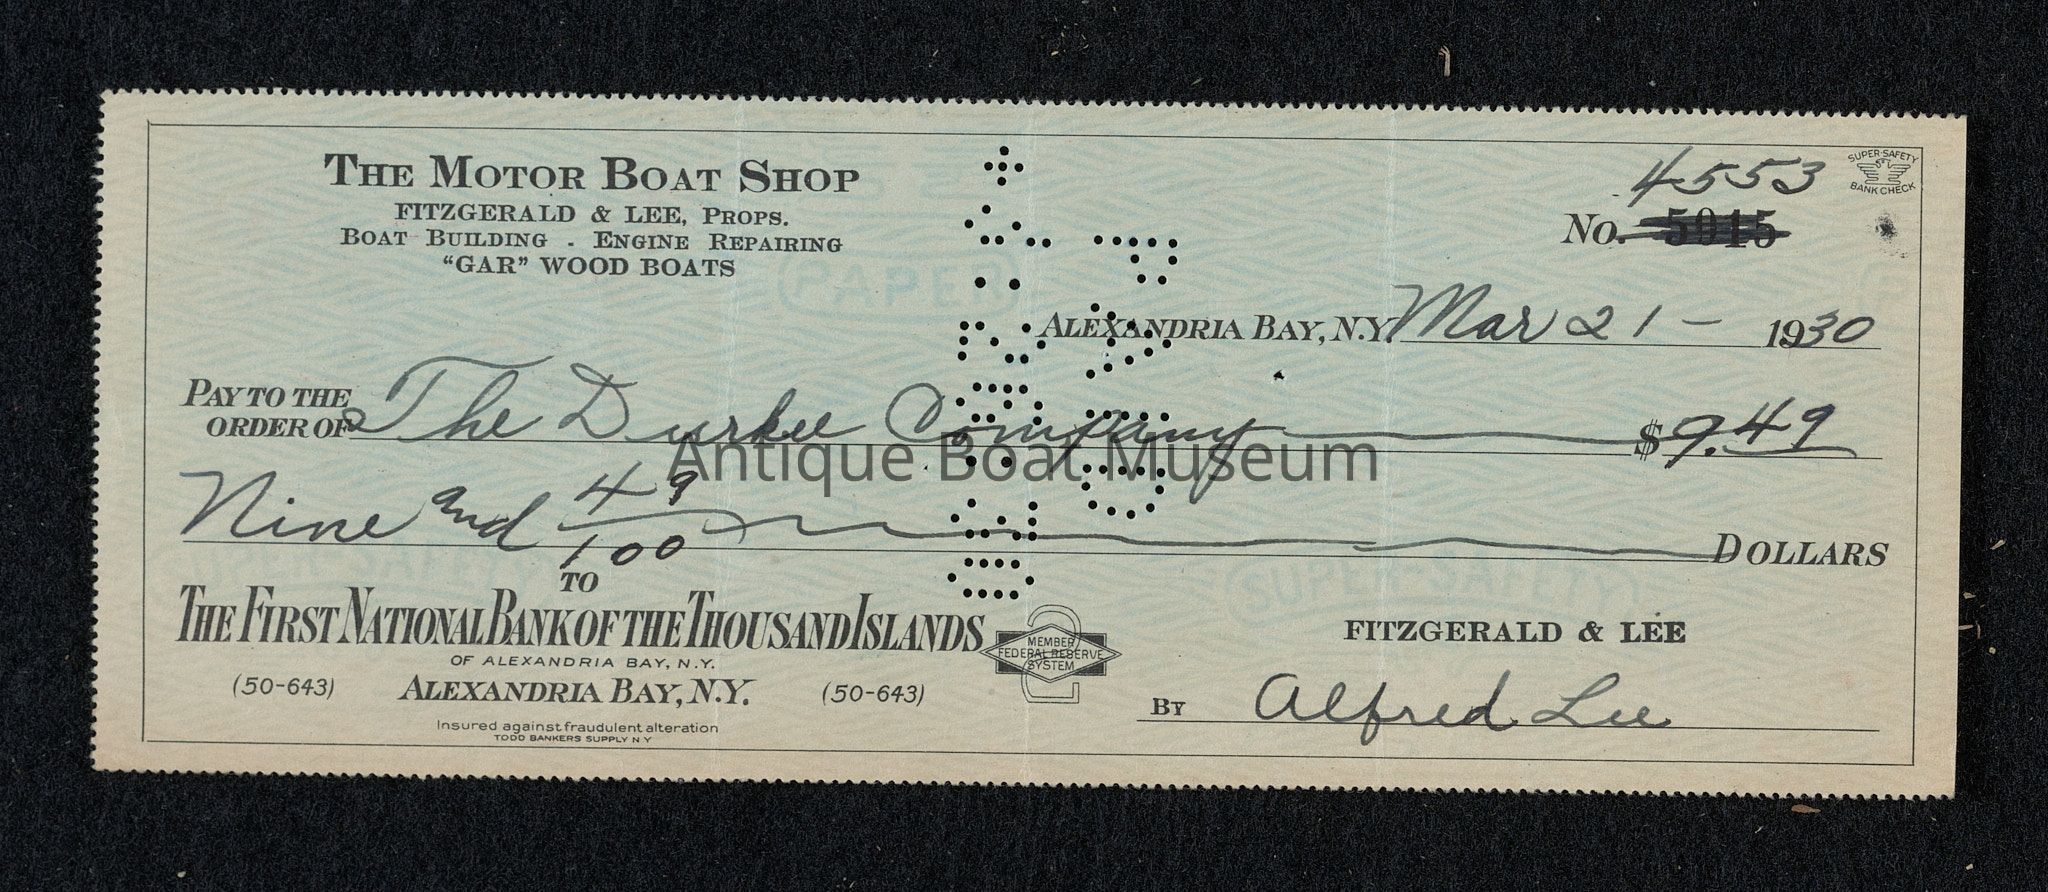 THE MOTOR BOAT SHOP
FITZGERALD & LEE, PROPS.
BOAT BUILDING - ENGINE REPAIRING
"GAR" WOOD BOATS
4553
SUPER-SAFETY
BANK CHECK
No. 5015
PAPER
ALEXANDRIA BAY, N.Y. Mar 21 - 1930
PAY TO THE
ORDER OF The Durkee Company $9.49
Antique Boat Museum
Nine and 49/100 DOLLARS
SUPER-SAFETY
TO
THE FIRST NATIONAL BANK OF THE THOUSAND ISLANDS
OF ALEXANDRIA BAY, N.Y.
(50-643) ALEXANDRIA BAY, N.Y. (50-643)
MEMBER
FEDERAL RESERVE
SYSTEM
FITZGERALD & LEE
BY Alfred Lee
Insured against fraudulent alteration
TODD BANKERS SUPPLY N Y